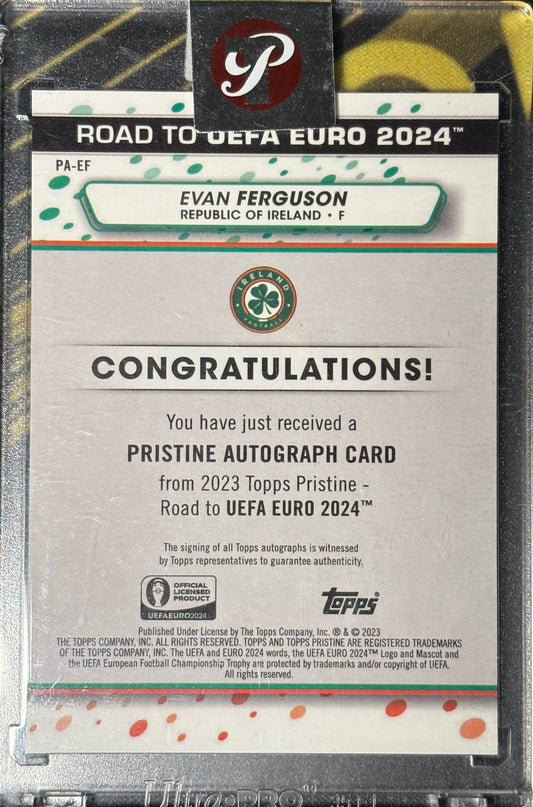 P
ROAD TO UEFA EURO 2024™
PA-EF
EVAN FERGUSON
REPUBLIC OF IRELAND • F
IRELAND
FOOTBALL
CONGRATULATIONS!
You have just received a
PRISTINE AUTOGRAPH CARD
from 2023 Topps Pristine -
Road to UEFA EURO 2024™
The signing of all Topps autographs is witnessed
by Topps representatives to guarantee authenticity.
OFFICIAL
LICENSED
PRODUCT
UEFAEURO2024
Topps
Published Under License by The Topps Company, Inc. ® & © 2023
THE TOPPS COMPANY, INC. ALL RIGHTS RESERVED. TOPPS AND TOPPS PRISTINE ARE REGISTERED TRADEMARKS
OF THE TOPPS COMPANY, INC. The UEFA and EURO 2024 words, the UEFA EURO 2024™ Logo and Mascot and
the UEFA European Football Championship Trophy are protected by trademarks and/or copyright of UEFA.
All rights reserved.
Ultra•PRO®